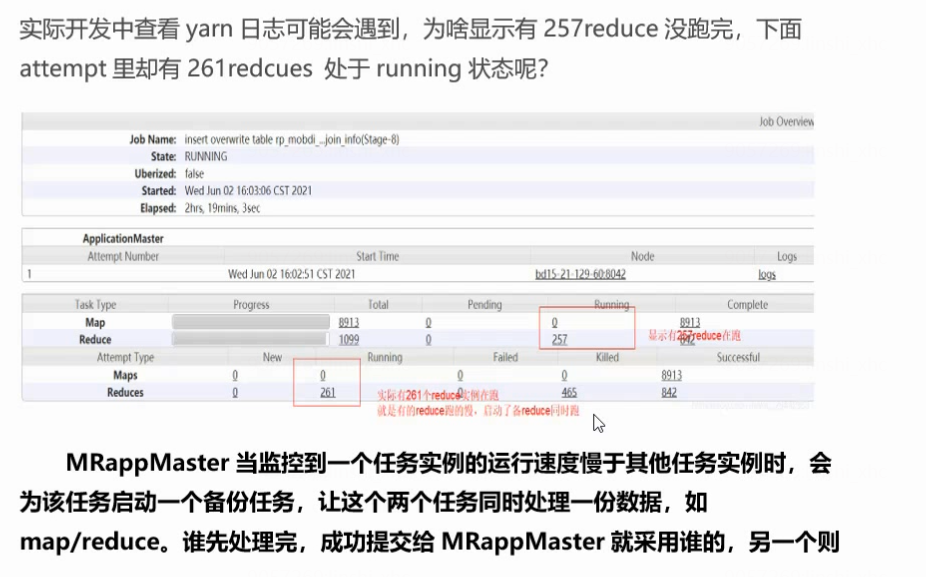 实际开发中查看 yarn 日志可能会遇到，为啥显示有 257reduce 没跑完，下面
attempt 里却有 261redcues 处于 running 状态呢？
Job Overview
Job Name: insert overwrite table rp_mobdi_...join_info(Stage-8)
State: RUNNING
Uberized: false
Started: Wed Jun 02 16:03:06 CST 2021
Elapsed: 2hrs, 19mins, 3sec
ApplicationMaster
Attempt Number Start Time Node Logs
1 Wed Jun 02 16:02:51 CST 2021 bd15-21-129-60:8042 logs
Task Type Progress Total Pending Running Complete
Map 8913 0 0 8913
Reduce 1099 0 257 842
显示有257reduce在跑
Attempt Type New Running Failed Killed Successful
Maps 0 0 0 0 8913
Reduces 0 261 0 465 842
实际有261个reduce实例在跑
就是有的reduce跑的慢，启动了备reduce同时跑
MRappMaster 当监控到一个任务实例的运行速度慢于其他任务实例时，会
为该任务启动一个备份任务，让这个两个任务同时处理一份数据，如
map/reduce。谁先处理完，成功提交给 MRappMaster 就采用谁的，另一个则